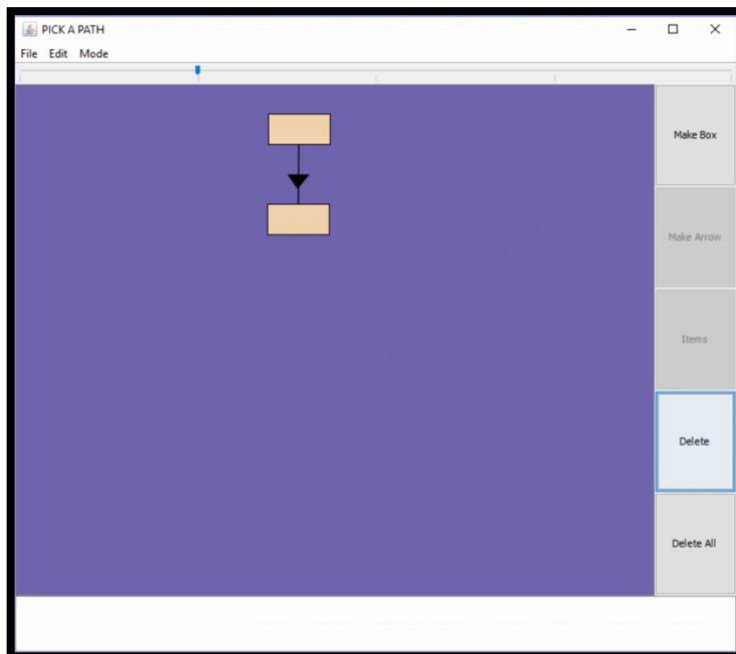 PICK A PATH
File Edit Mode
Make Box
Make Arrow
Items
Delete
Delete All